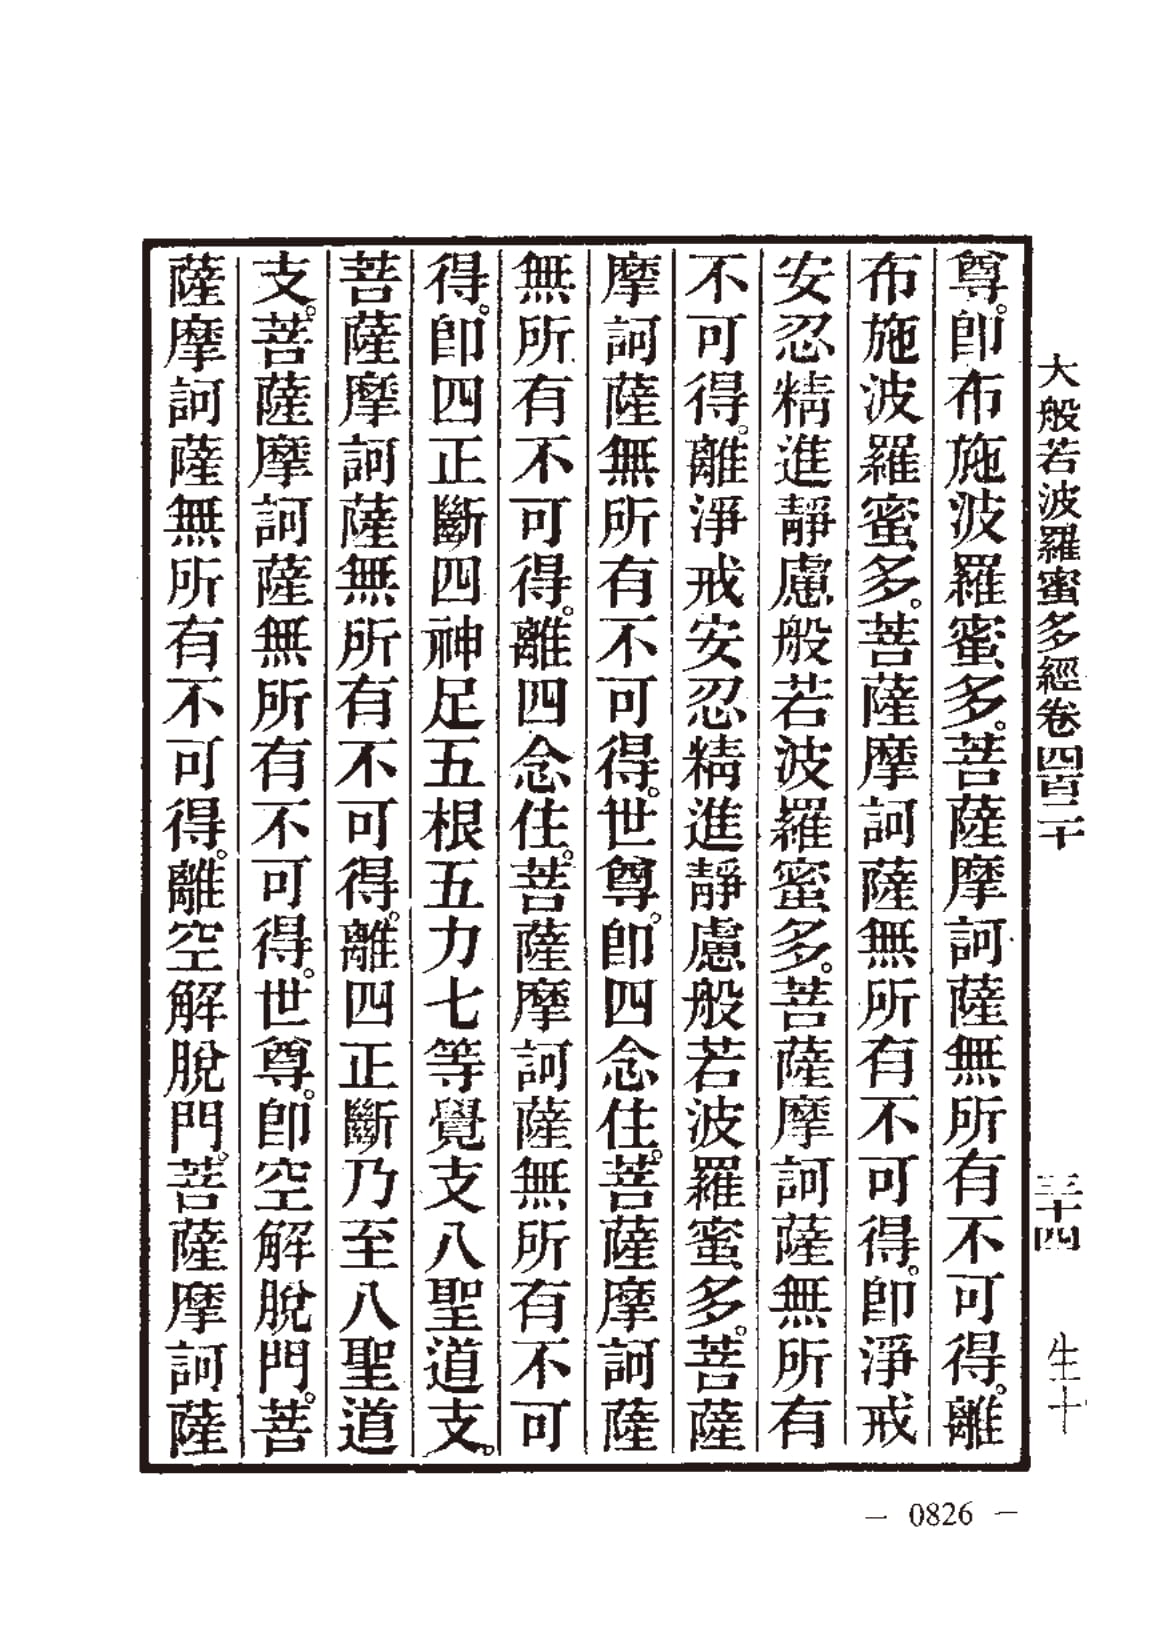 大般若波羅蜜多經卷四百二十 三十四 生十
尊。卽布施波羅蜜多。菩薩摩訶薩無所有不可得。離
布施波羅蜜多。菩薩摩訶薩無所有不可得。卽淨戒
安忍精進靜慮般若波羅蜜多。菩薩摩訶薩無所有
不可得。離淨戒安忍精進靜慮般若波羅蜜多。菩薩
摩訶薩無所有不可得。世尊。卽四念住。菩薩摩訶薩
無所有不可得。離四念住。菩薩摩訶薩無所有不可
得。卽四正斷四神足五根五力七等覺支八聖道支。
菩薩摩訶薩無所有不可得。離四正斷乃至八聖道
支。菩薩摩訶薩無所有不可得。世尊。卽空解脫門。菩
薩摩訶薩無所有不可得。離空解脫門。菩薩摩訶薩
— 0826 —